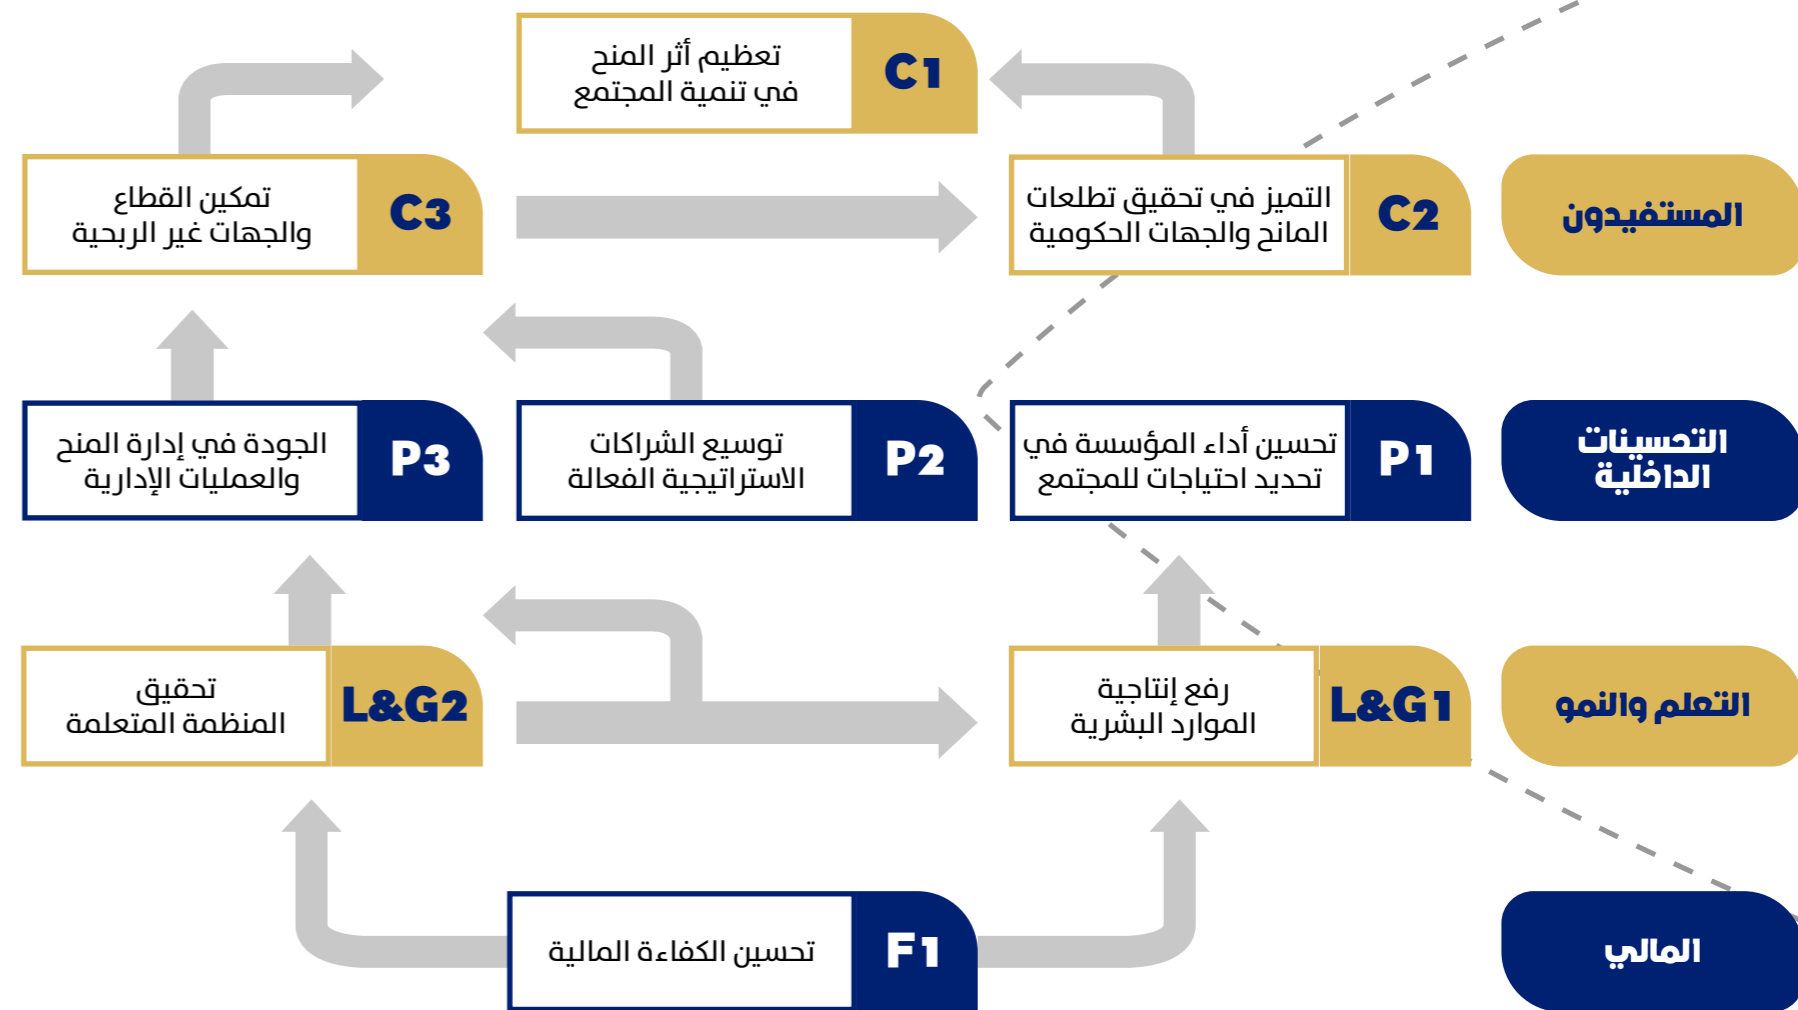 C1
تعظيم أثر المنح
في تنمية المجتمع
المستفيدون
C2
التميز في تحقيق تطلعات
المانح والجهات الحكومية
C3
تمكين القطاع
والجهات غير الربحية
التحسينات
الداخلية
P1
تحسين أداء المؤسسة في
تحديد احتياجات للمجتمع
P2
توسيع الشراكات
الاستراتيجية الفعالة
P3
الجودة في إدارة المنح
والعمليات الإدارية
التعلم والنمو
L&G1
رفع إنتاجية
الموارد البشرية
L&G2
تحقيق
المنظمة المتعلمة
المالي
F1
تحسين الكفاءة المالية